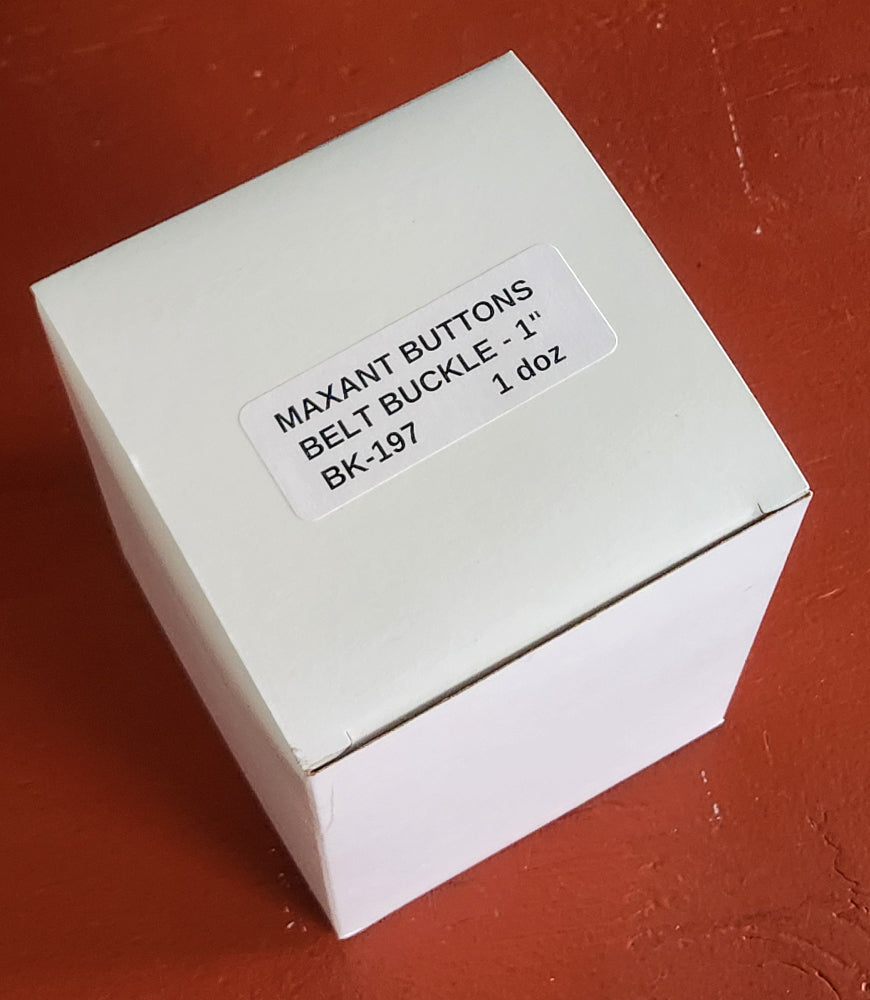 MAXANT BUTTONS
BELT BUCKLE - 1"
BK-197 1 doz